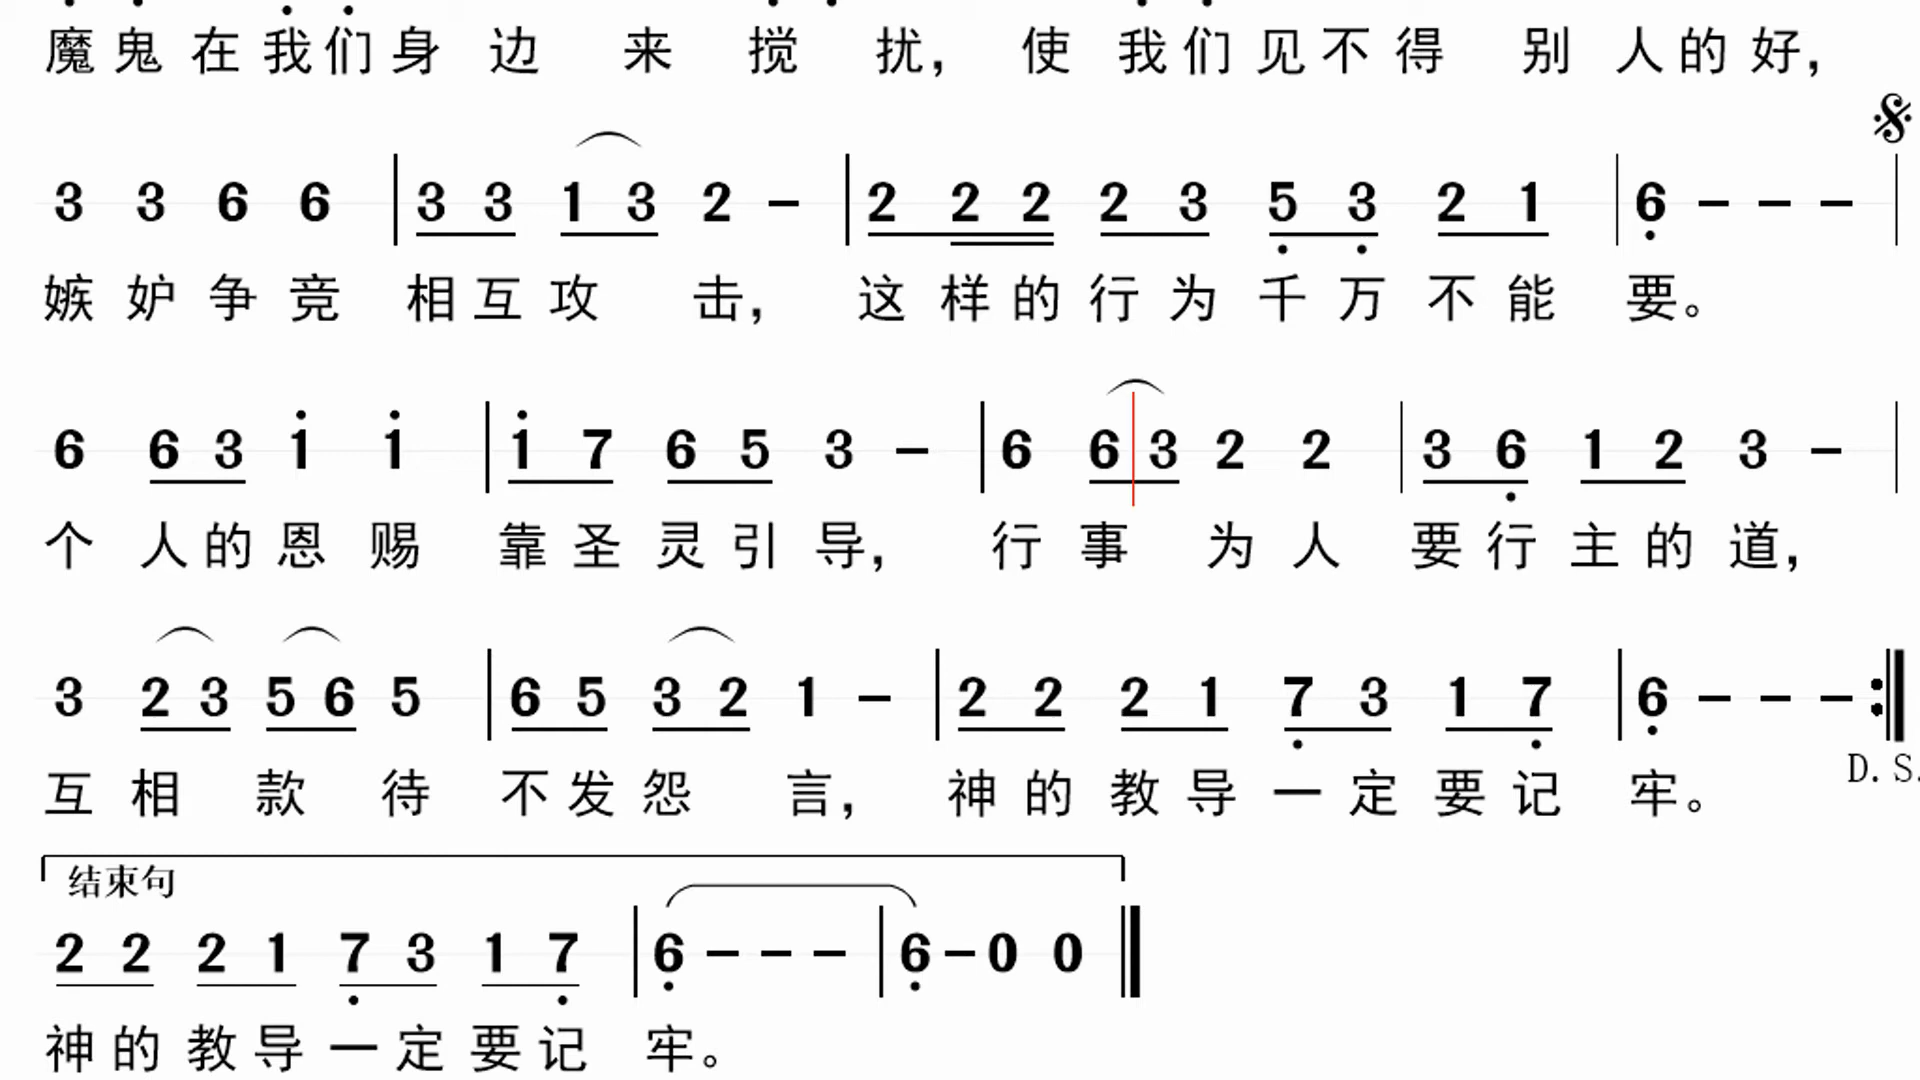 魔鬼在我们身边来搅扰，使我们见不得别人的好，
3 3 6 6 | 3 3 1 3 2 – | 2 2 2 2 3 5 3 2 1 | 6 – – – |
嫉妒争竞相互攻击，这样的行为千万不能要。
6 6 3 1 1 | 1 7 6 5 3 – | 6 6 3 2 2 | 3 6 1 2 3 – |
个人的恩赐靠圣灵引导，行事为人要行主的道，
3 2 3 5 6 5 | 6 5 3 2 1 – | 2 2 2 1 7 3 1 7 | 6 – – – :|
互相款待不发怨言，神的教导一定要记牢。
D.S.
结束句
2 2 2 1 7 3 1 7 | 6 – – – | 6 – 0 0 |
神的教导一定要记牢。